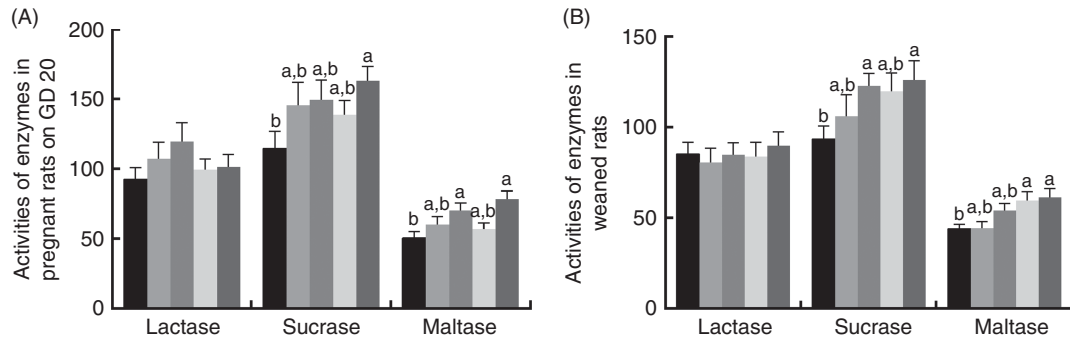 (A)
Activities of enzymes in
pregnant rats on GD 20
200
150
100
50
0
b
a,b
a,b
a,b
a
b
a,b
a
a,b
a
Lactase
Sucrase
Maltase
(B)
Activities of enzymes in
weaned rats
150
100
50
0
b
a,b
a
a,b
a
b
a,b
a,b
a
a
Lactase
Sucrase
Maltase